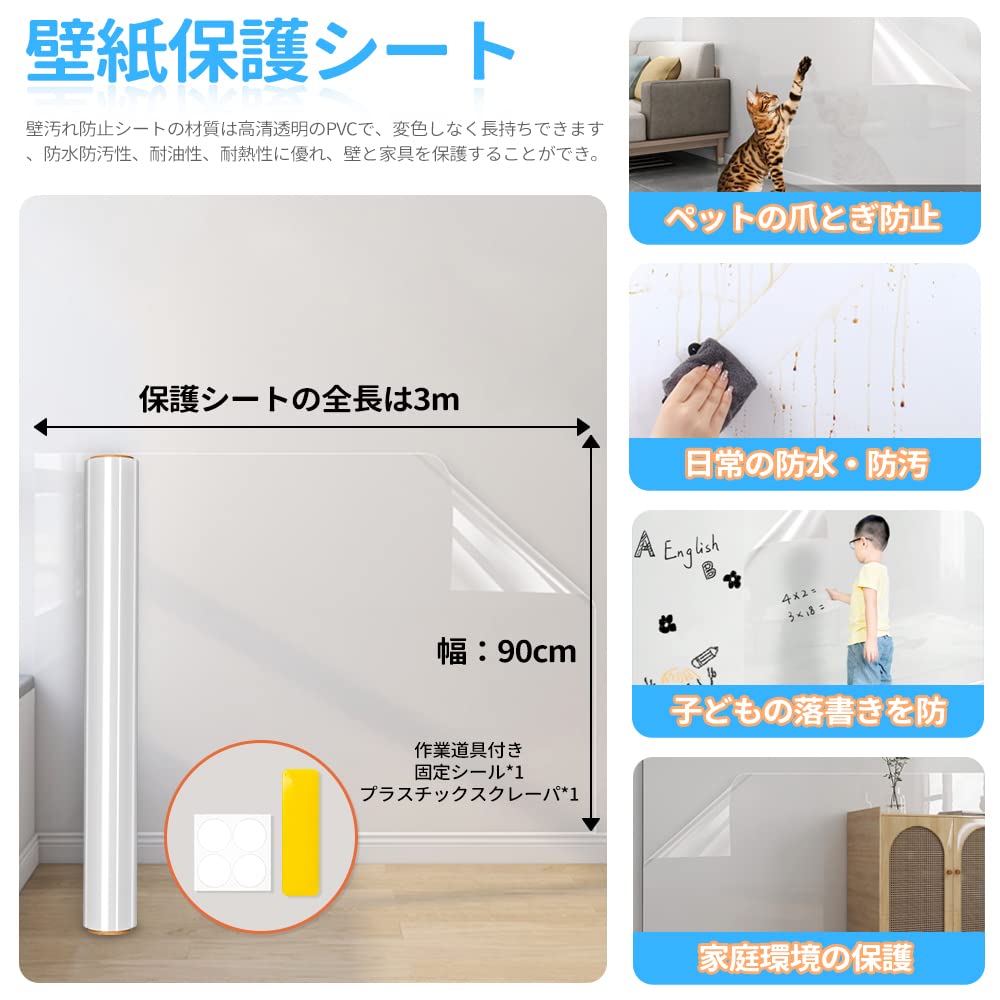 壁紙保護シート
壁汚れ防止シートの材質は高清透明のPVCで、変色しなく長持ちできます
、防水防汚性、耐油性、耐熱性に優れ、壁と家具を保護することができ。
保護シートの全長は3m
幅：90cm
作業道具付き
固定シール*1
プラスチックスクレーパ*1
ペットの爪とぎ防止
日常の防水・防汚
A English
B
4×2=
3×18=
子どもの落書きを防
家庭環境の保護